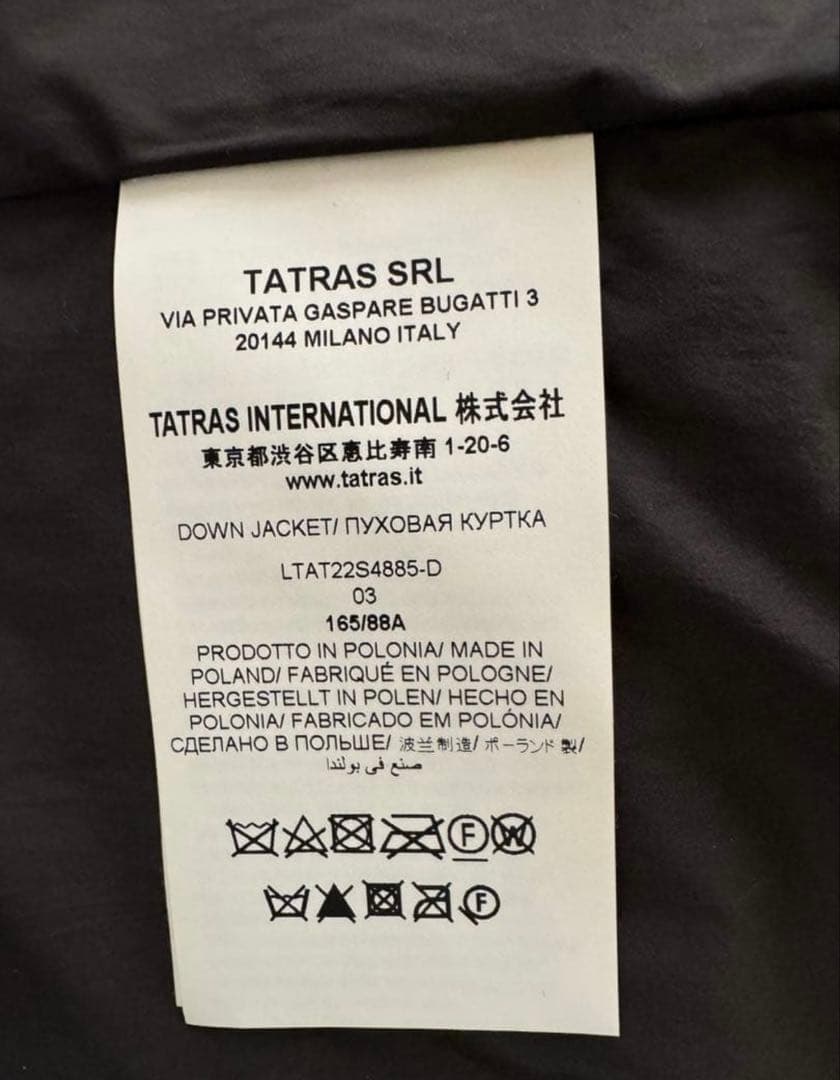 TATRAS SRL
VIA PRIVATA GASPARE BUGATTI 3
20144 MILANO ITALY
TATRAS INTERNATIONAL 株式会社
東京都渋谷区恵比寿南 1-20-6
www.tatras.it
DOWN JACKET/ ПУХОВАЯ КУРТКА
LTAT22S4885-D
03
165/88A
PRODOTTO IN POLONIA/ MADE IN
POLAND/ FABRIQUÉ EN POLOGNE/
HERGESTELLT IN POLEN/ HECHO EN
POLONIA/ FABRICADO EM POLÓNIA/
СДЕЛАНО В ПОЛЬШЕ/ 波兰制造/ ポーランド 製/
صنع في بولندا
F W
F